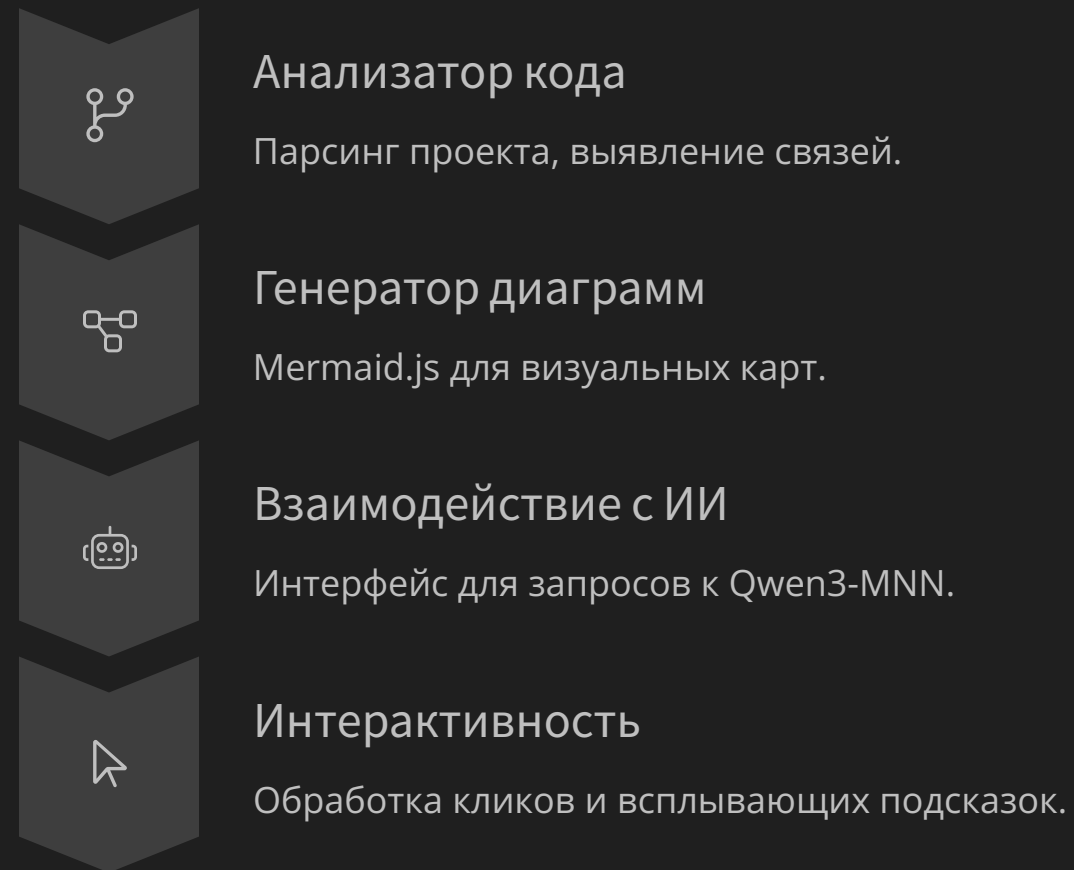 Анализатор кода
Парсинг проекта, выявление связей.
Генератор диаграмм
Mermaid.js для визуальных карт.
Взаимодействие с ИИ
Интерфейс для запросов к Qwen3-MNN.
Интерактивность
Обработка кликов и всплывающих подсказок.